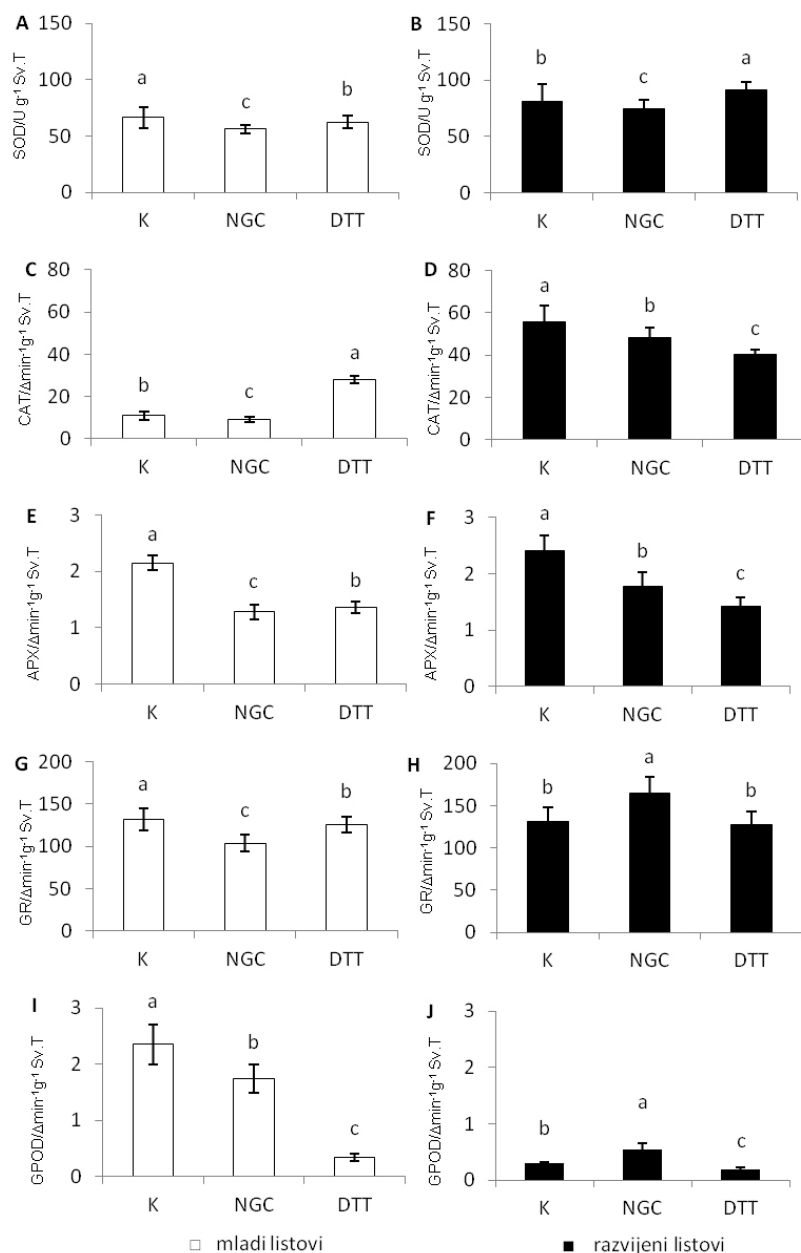 A
SOD/U g⁻¹ Sv.T
150
100
50
0
a
c
b
K NGC DTT
B
SOD/U g⁻¹ Sv.T
150
100
50
0
b
c
a
K NGC DTT
C
CAT/Δmin⁻¹g⁻¹ Sv.T
80
60
40
20
0
b
c
a
K NGC DTT
D
CAT/Δmin⁻¹g⁻¹ Sv.T
80
60
40
20
0
a
b
c
K NGC DTT
E
APX/Δmin⁻¹g⁻¹ Sv.T
3
2
1
0
a
c
b
K NGC DTT
F
APX/Δmin⁻¹g⁻¹ Sv.T
3
2
1
0
a
b
c
K NGC DTT
G
GR/Δmin⁻¹g⁻¹ Sv.T
200
150
100
50
0
a
c
b
K NGC DTT
H
GR/Δmin⁻¹g⁻¹ Sv.T
200
150
100
50
0
b
a
b
K NGC DTT
I
GPOD/Δmin⁻¹g⁻¹ Sv.T
3
2
1
0
a
b
c
K NGC DTT
J
GPOD/Δmin⁻¹g⁻¹ Sv.T
3
2
1
0
b
a
c
K NGC DTT
mladi listovi
razvijeni listovi